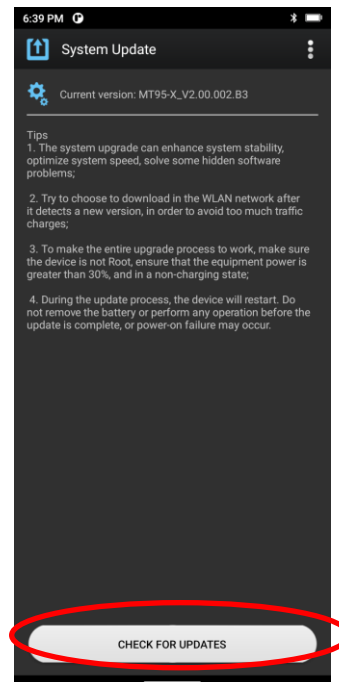 6:39 PM
System Update
Current version: MT95-X_V2.00.002.B3
Tips
1. The system upgrade can enhance system stability,
optimize system speed, solve some hidden software
problems;
2. Try to choose to download in the WLAN network after
it detects a new version, in order to avoid too much traffic
charges;
3. To make the entire upgrade process to work, make sure
the device is not Root, ensure that the equipment power is
greater than 30%, and in a non-charging state;
4. During the update process, the device will restart. Do
not remove the battery or perform any operation before the
update is complete, or power-on failure may occur.
CHECK FOR UPDATES